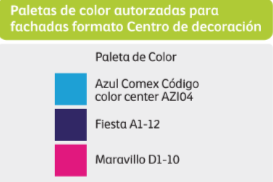 Paletas de color autorzadas para
fachadas formato Centro de decoración
Paleta de Color
Azul Comex Código
color center AZI04
Fiesta A1-12
Maravillo D1-10